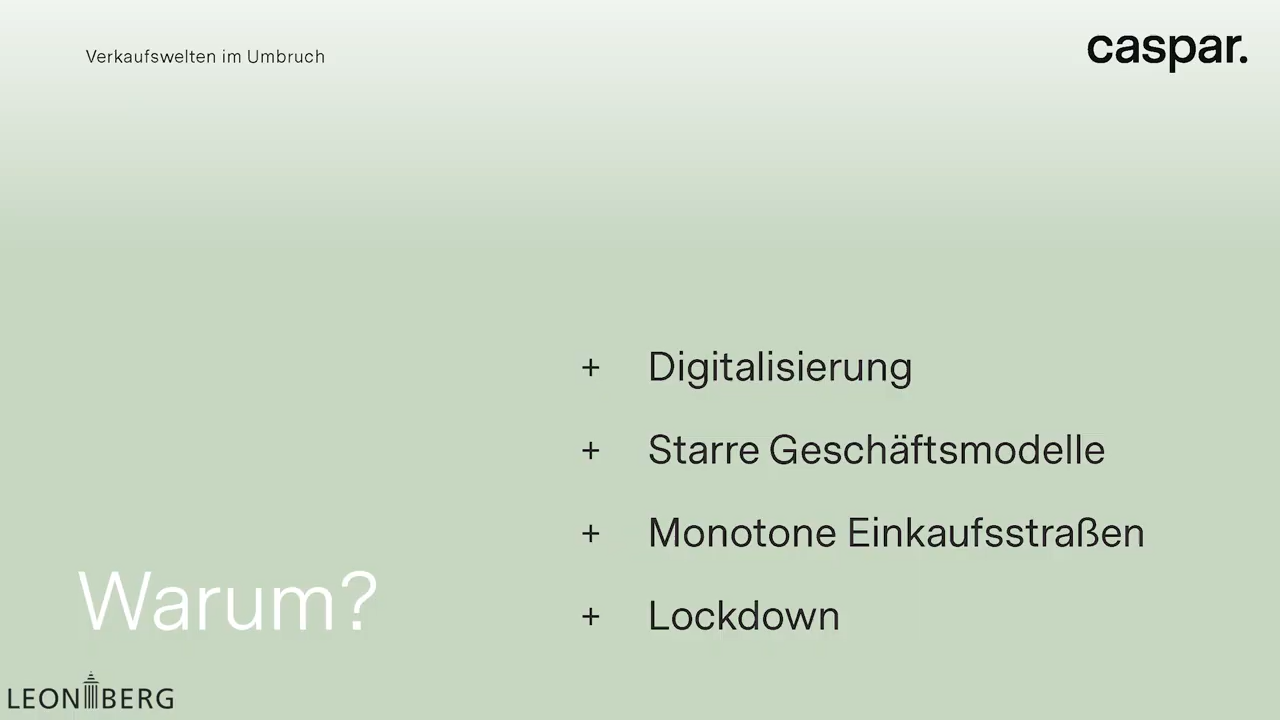 Verkaufswelten im Umbruch
caspar.
+ Digitalisierung
+ Starre Geschäftsmodelle
+ Monotone Einkaufsstraßen
+ Lockdown
Warum?
LEONBERG